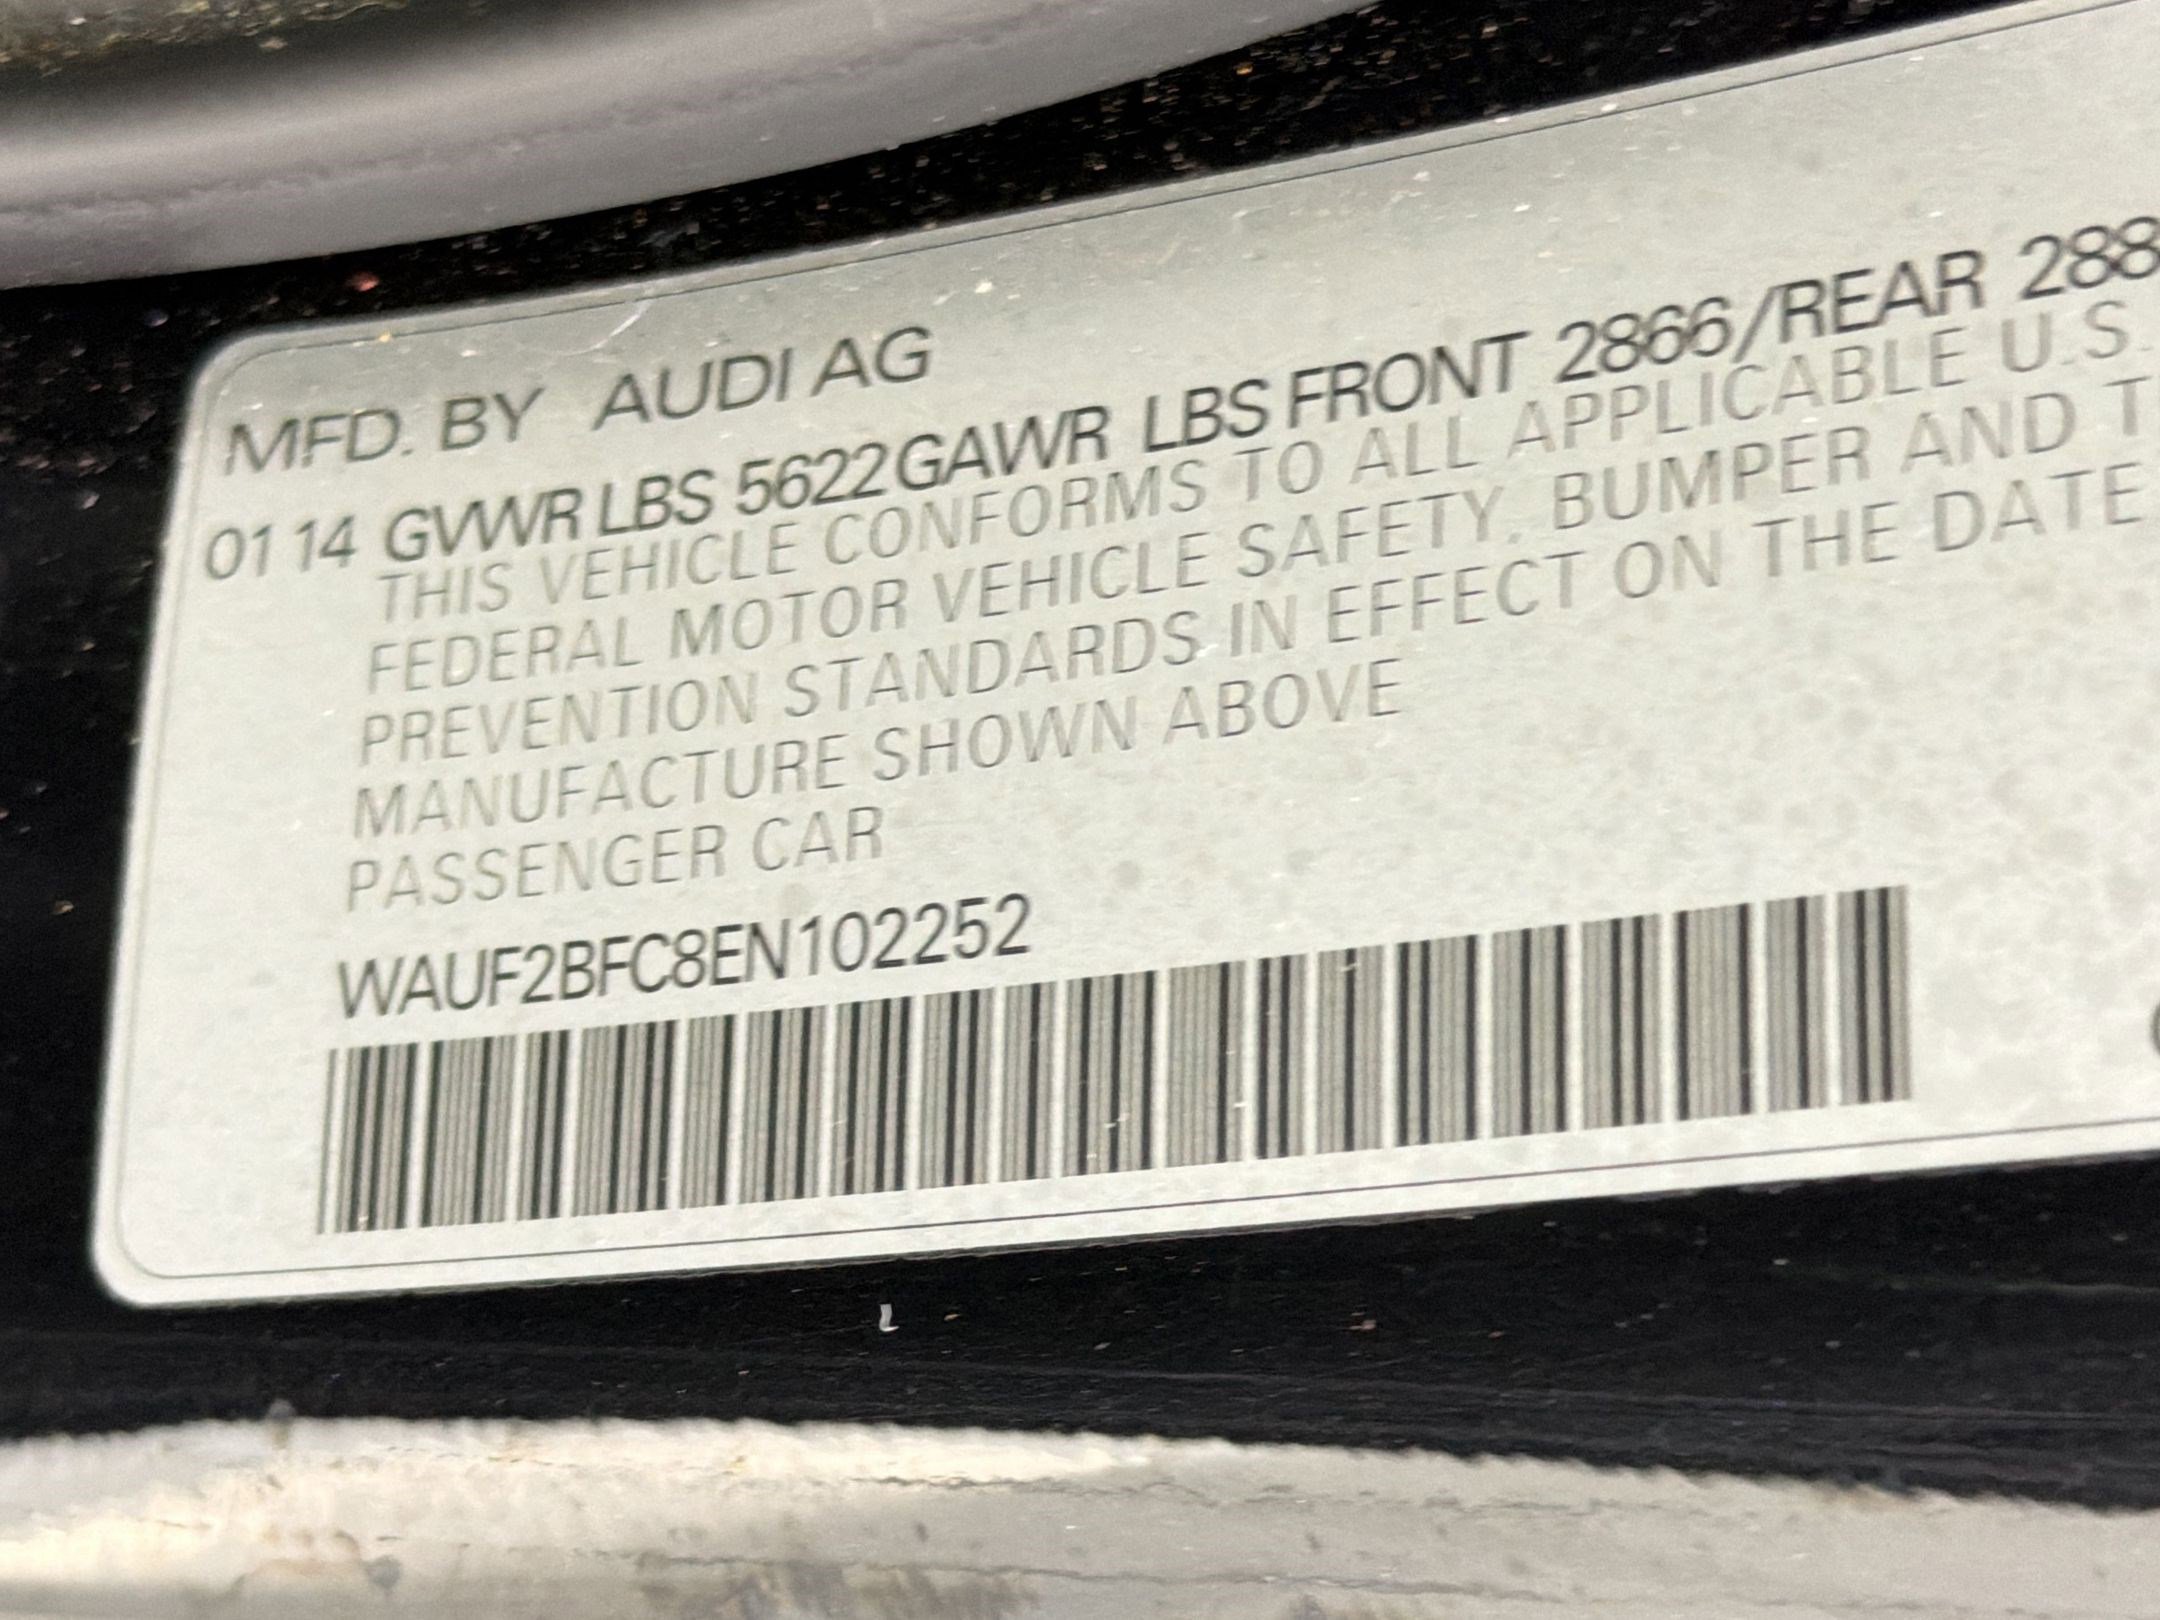 MFD. BY AUDI AG
01 14 GVWR LBS 5622 GAWR LBS FRONT 2866/REAR 288
THIS VEHICLE CONFORMS TO ALL APPLICABLE U.S.
FEDERAL MOTOR VEHICLE SAFETY, BUMPER AND T
PREVENTION STANDARDS IN EFFECT ON THE DATE
MANUFACTURE SHOWN ABOVE
PASSENGER CAR
WAUF2BFC8EN102252